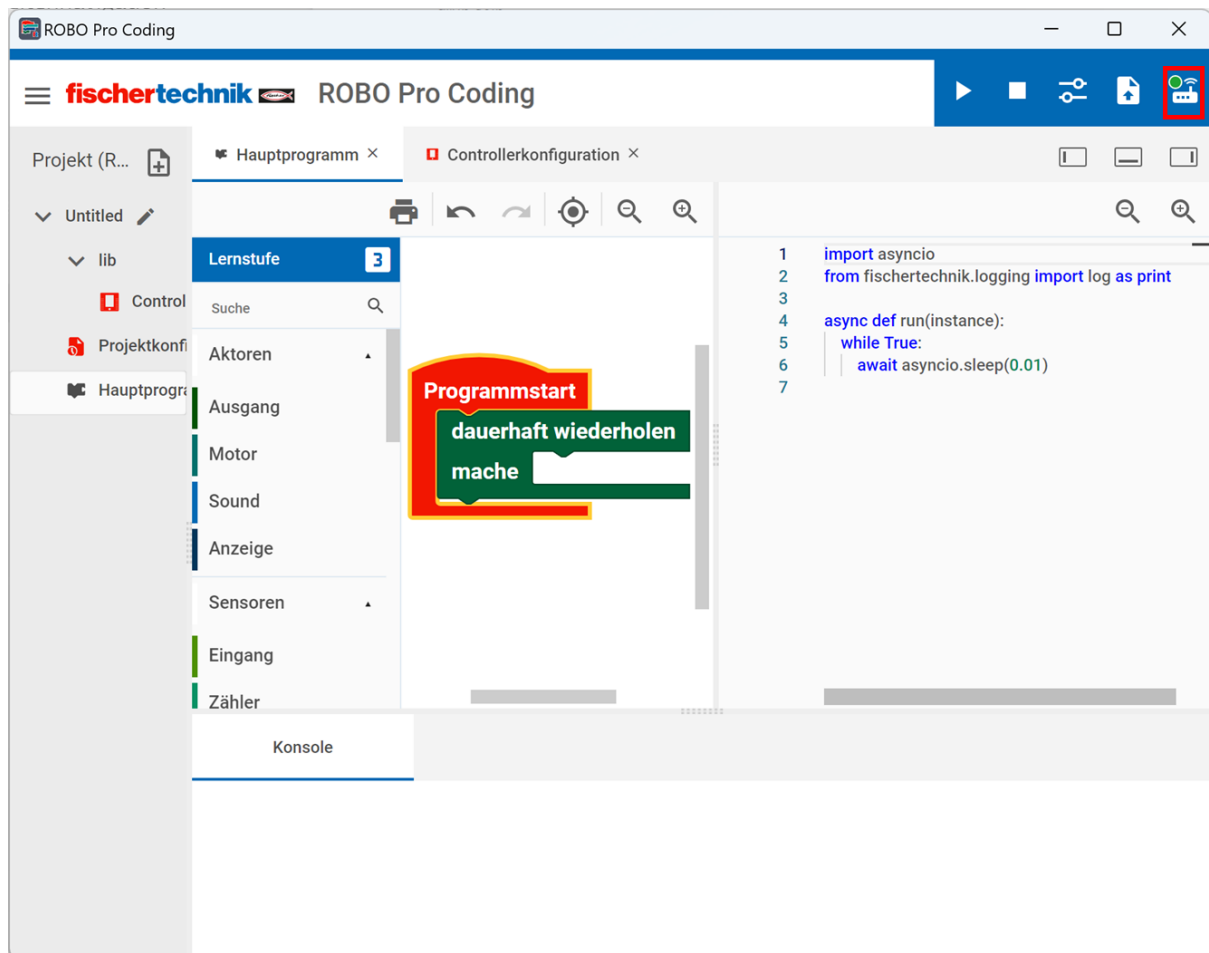 ROBO Pro Coding
fischertechnik ROBO Pro Coding
Projekt (R...
Hauptprogramm
Controllerkonfiguration
Untitled
lib
Control
Projektkonfi
Hauptprogra
Lernstufe 3
Suche
Aktoren
Ausgang
Motor
Sound
Anzeige
Sensoren
Eingang
Zähler
Programmstart
dauerhaft wiederholen
mache
1 import asyncio
2 from fischertechnik.logging import log as print
3
4 async def run(instance):
5 while True:
6 await asyncio.sleep(0.01)
7
Konsole